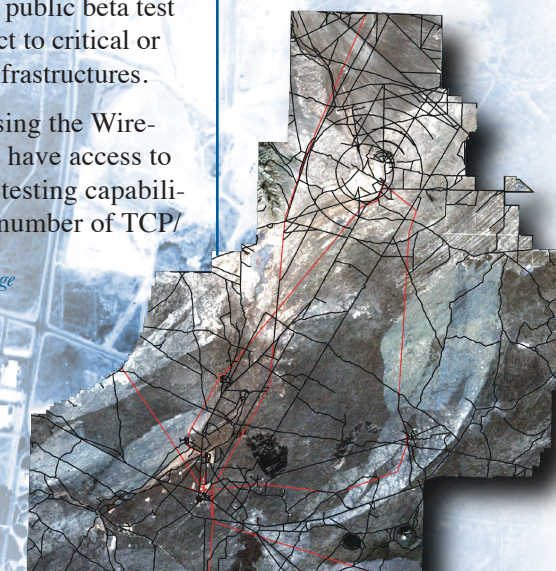 public beta test
ct to critical or
frastructures.
sing the Wire-
have access to
testing capabili-
number of TCP/
ge